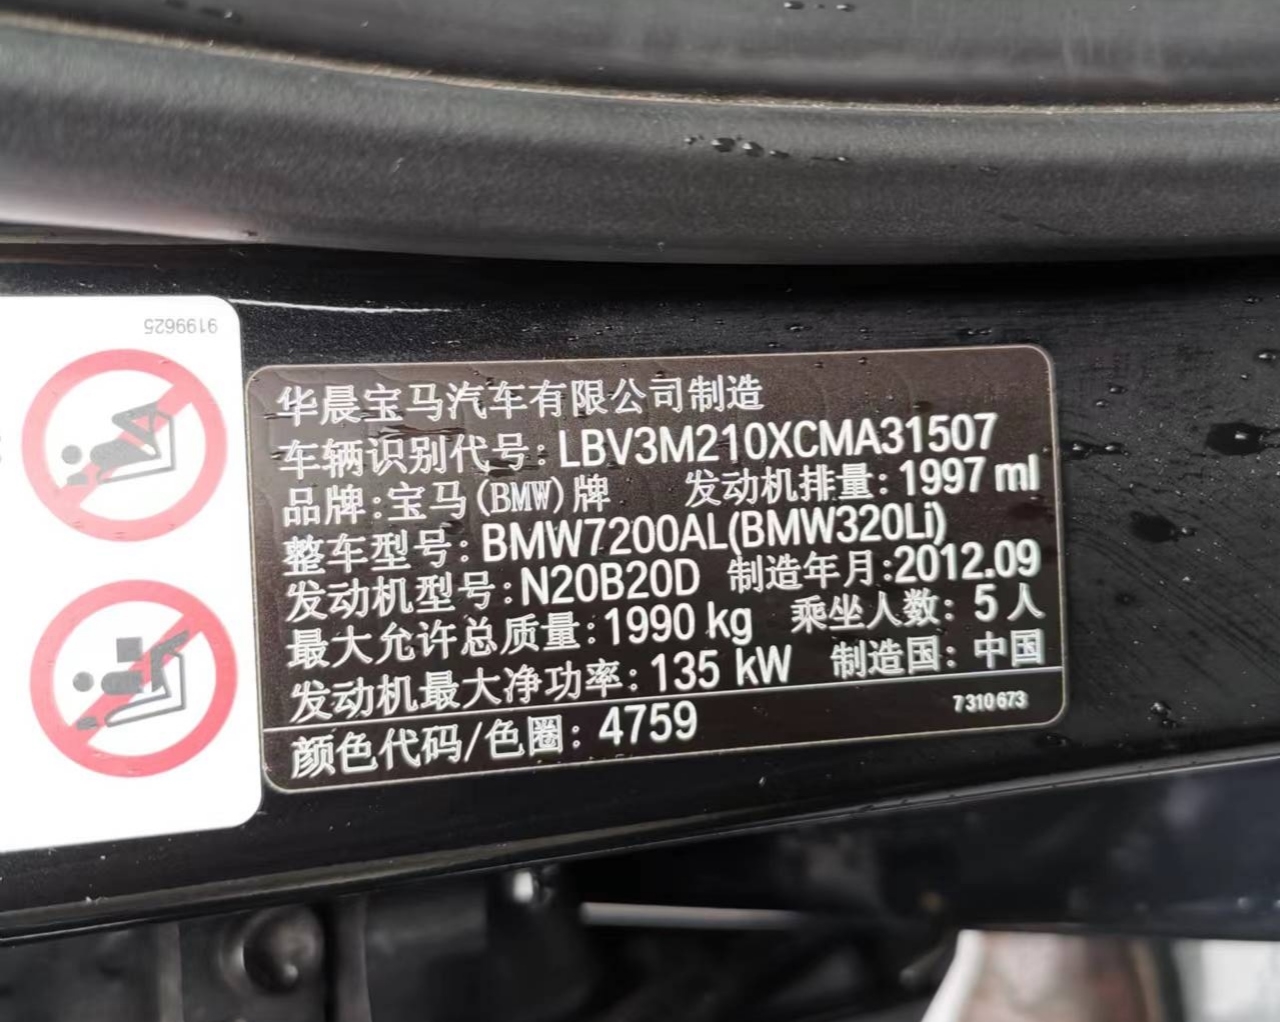 9199625
华晨宝马汽车有限公司制造
车辆识别代号: LBV3M210XCMA31507
品牌:宝马(BMW)牌 发动机排量: 1997 ml
整车型号: BMW7200AL(BMW320Li)
发动机型号: N20B20D 制造年月:2012.09
最大允许总质量: 1990 kg 乘坐人数: 5 人
发动机最大净功率: 135 kW 制造国: 中国
颜色代码/色圈: 4759 7310673